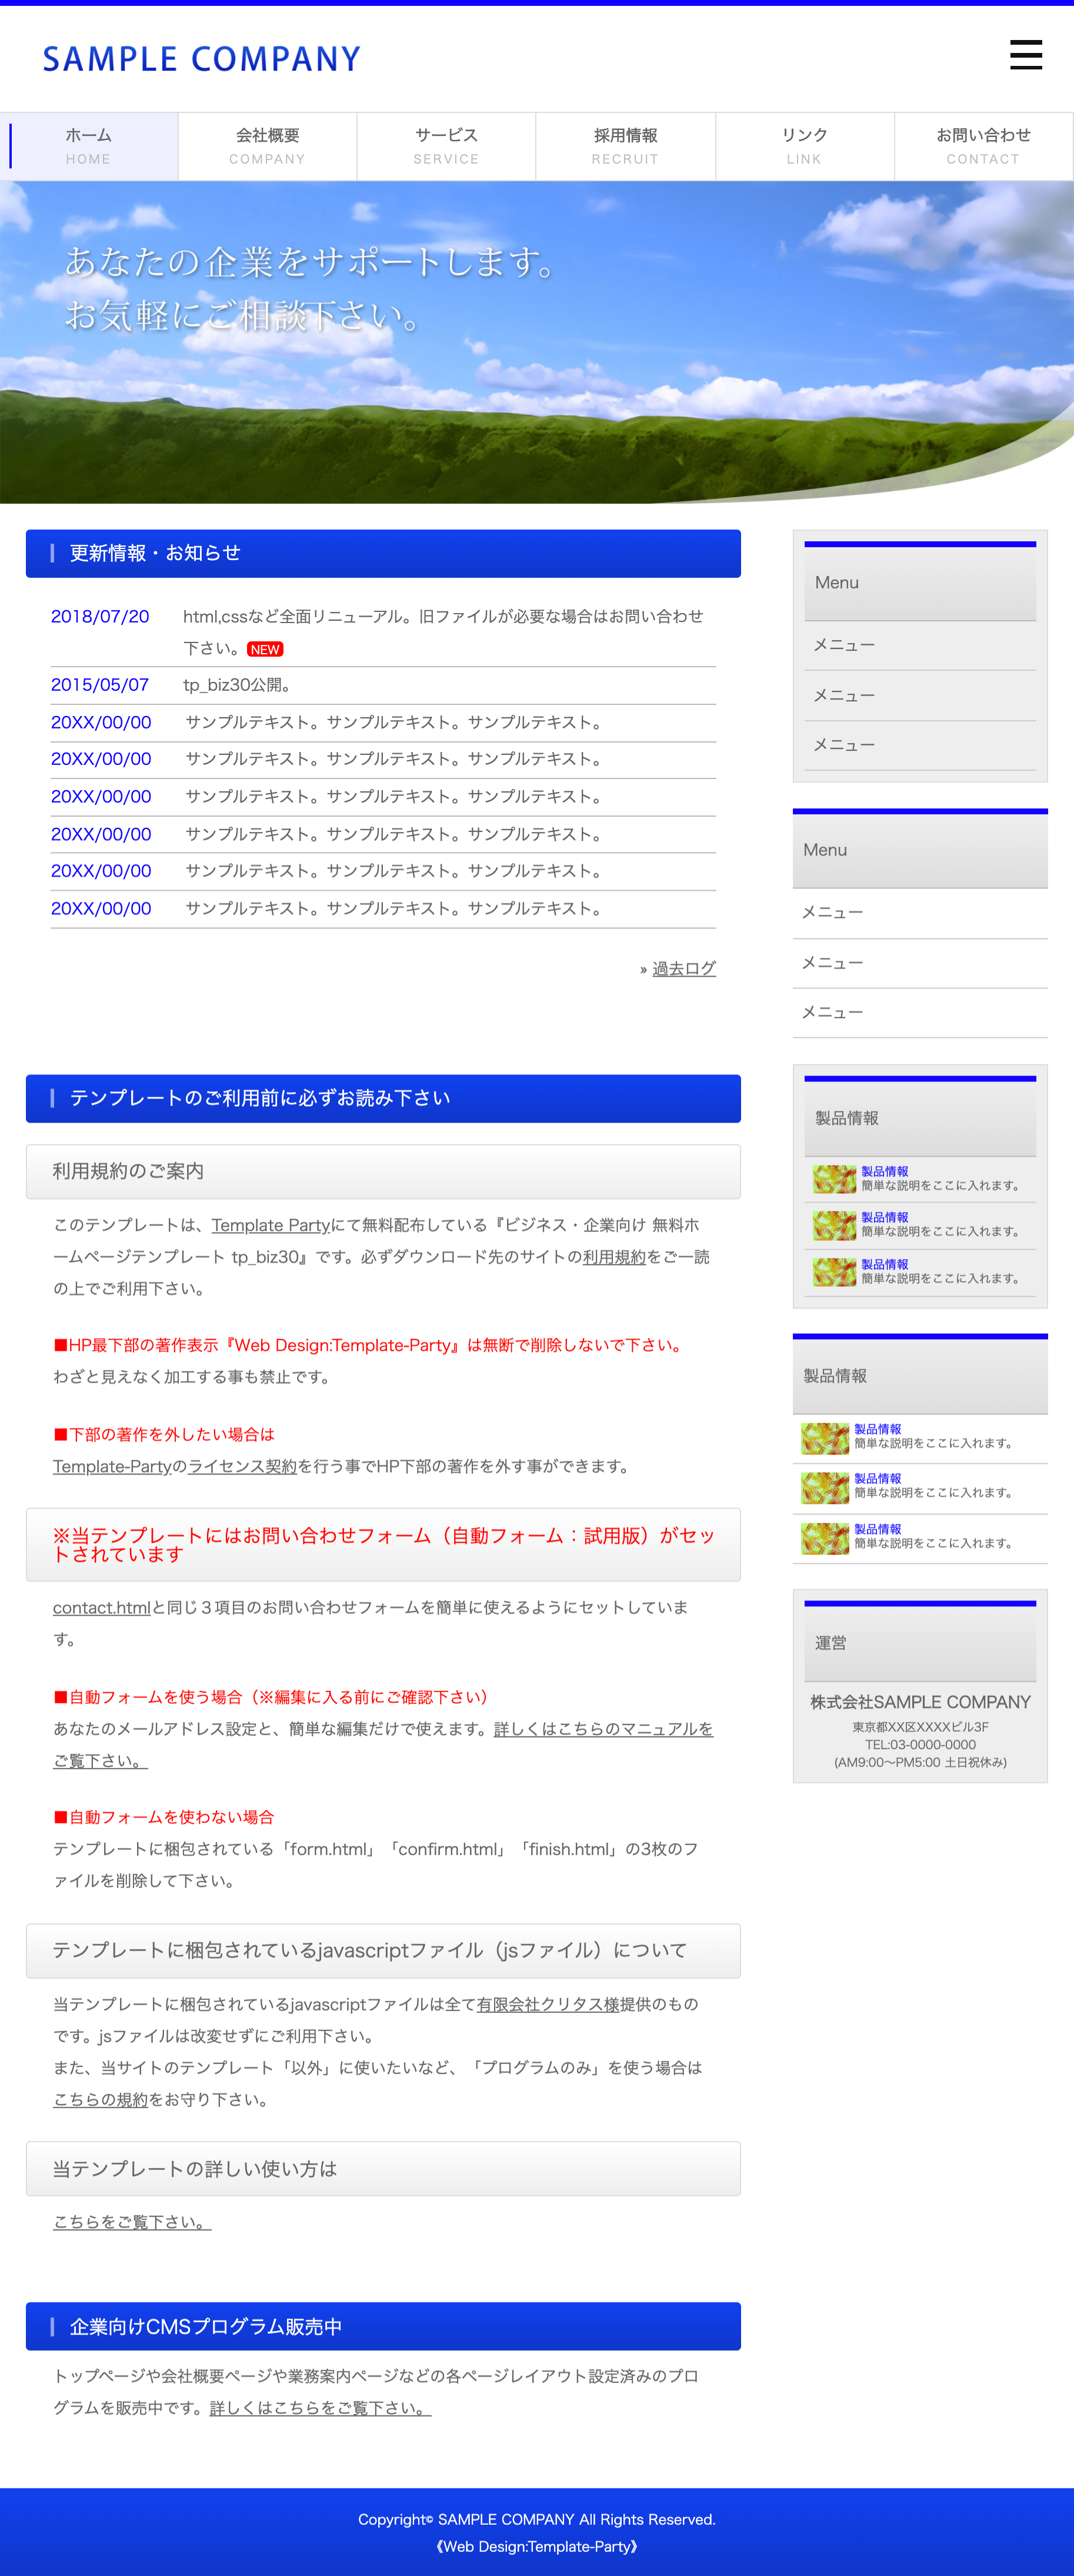 SAMPLE COMPANY
ホーム
HOME
会社概要
COMPANY
サービス
SERVICE
採用情報
RECRUIT
リンク
LINK
お問い合わせ
CONTACT
あなたの企業をサポートします。
お気軽にご相談下さい。
更新情報・お知らせ
2018/07/20 html,cssなど全面リニューアル。旧ファイルが必要な場合はお問い合わせ
下さい。NEW
2015/05/07 tp_biz30公開。
20XX/00/00 サンプルテキスト。サンプルテキスト。サンプルテキスト。
20XX/00/00 サンプルテキスト。サンプルテキスト。サンプルテキスト。
20XX/00/00 サンプルテキスト。サンプルテキスト。サンプルテキスト。
20XX/00/00 サンプルテキスト。サンプルテキスト。サンプルテキスト。
20XX/00/00 サンプルテキスト。サンプルテキスト。サンプルテキスト。
20XX/00/00 サンプルテキスト。サンプルテキスト。サンプルテキスト。
» 過去ログ
テンプレートのご利用前に必ずお読み下さい
利用規約のご案内
このテンプレートは、Template Partyにて無料配布している『ビジネス・企業向け 無料ホ
ームページテンプレート tp_biz30』です。必ずダウンロード先のサイトの利用規約をご一読
の上でご利用下さい。
■HP最下部の著作表示『Web Design:Template-Party』は無断で削除しないで下さい。
わざと見えなく加工する事も禁止です。
■下部の著作を外したい場合は
Template-Partyのライセンス契約を行う事でHP下部の著作を外す事ができます。
※当テンプレートにはお問い合わせフォーム（自動フォーム：試用版）がセッ
トされています
contact.htmlと同じ３項目のお問い合わせフォームを簡単に使えるようにセットしていま
す。
■自動フォームを使う場合（※編集に入る前にご確認下さい）
あなたのメールアドレス設定と、簡単な編集だけで使えます。詳しくはこちらのマニュアルを
ご覧下さい。
■自動フォームを使わない場合
テンプレートに梱包されている「form.html」「confirm.html」「finish.html」の3枚のフ
ァイルを削除して下さい。
テンプレートに梱包されているjavascriptファイル（jsファイル）について
当テンプレートに梱包されているjavascriptファイルは全て有限会社クリタス様提供のもの
です。jsファイルは改変せずにご利用下さい。
また、当サイトのテンプレート「以外」に使いたいなど、「プログラムのみ」を使う場合は
こちらの規約をお守り下さい。
当テンプレートの詳しい使い方は
こちらをご覧下さい。
企業向けCMSプログラム販売中
トップページや会社概要ページや業務案内ページなどの各ページレイアウト設定済みのプロ
グラムを販売中です。詳しくはこちらをご覧下さい。
Menu
メニュー
メニュー
メニュー
Menu
メニュー
メニュー
メニュー
製品情報
製品情報
簡単な説明をここに入れます。
製品情報
簡単な説明をここに入れます。
製品情報
簡単な説明をここに入れます。
製品情報
製品情報
簡単な説明をここに入れます。
製品情報
簡単な説明をここに入れます。
製品情報
簡単な説明をここに入れます。
運営
株式会社SAMPLE COMPANY
東京都XX区XXXXビル3F
TEL:03-0000-0000
(AM9:00〜PM5:00 土日祝休み)
Copyright© SAMPLE COMPANY All Rights Reserved.
《Web Design:Template-Party》